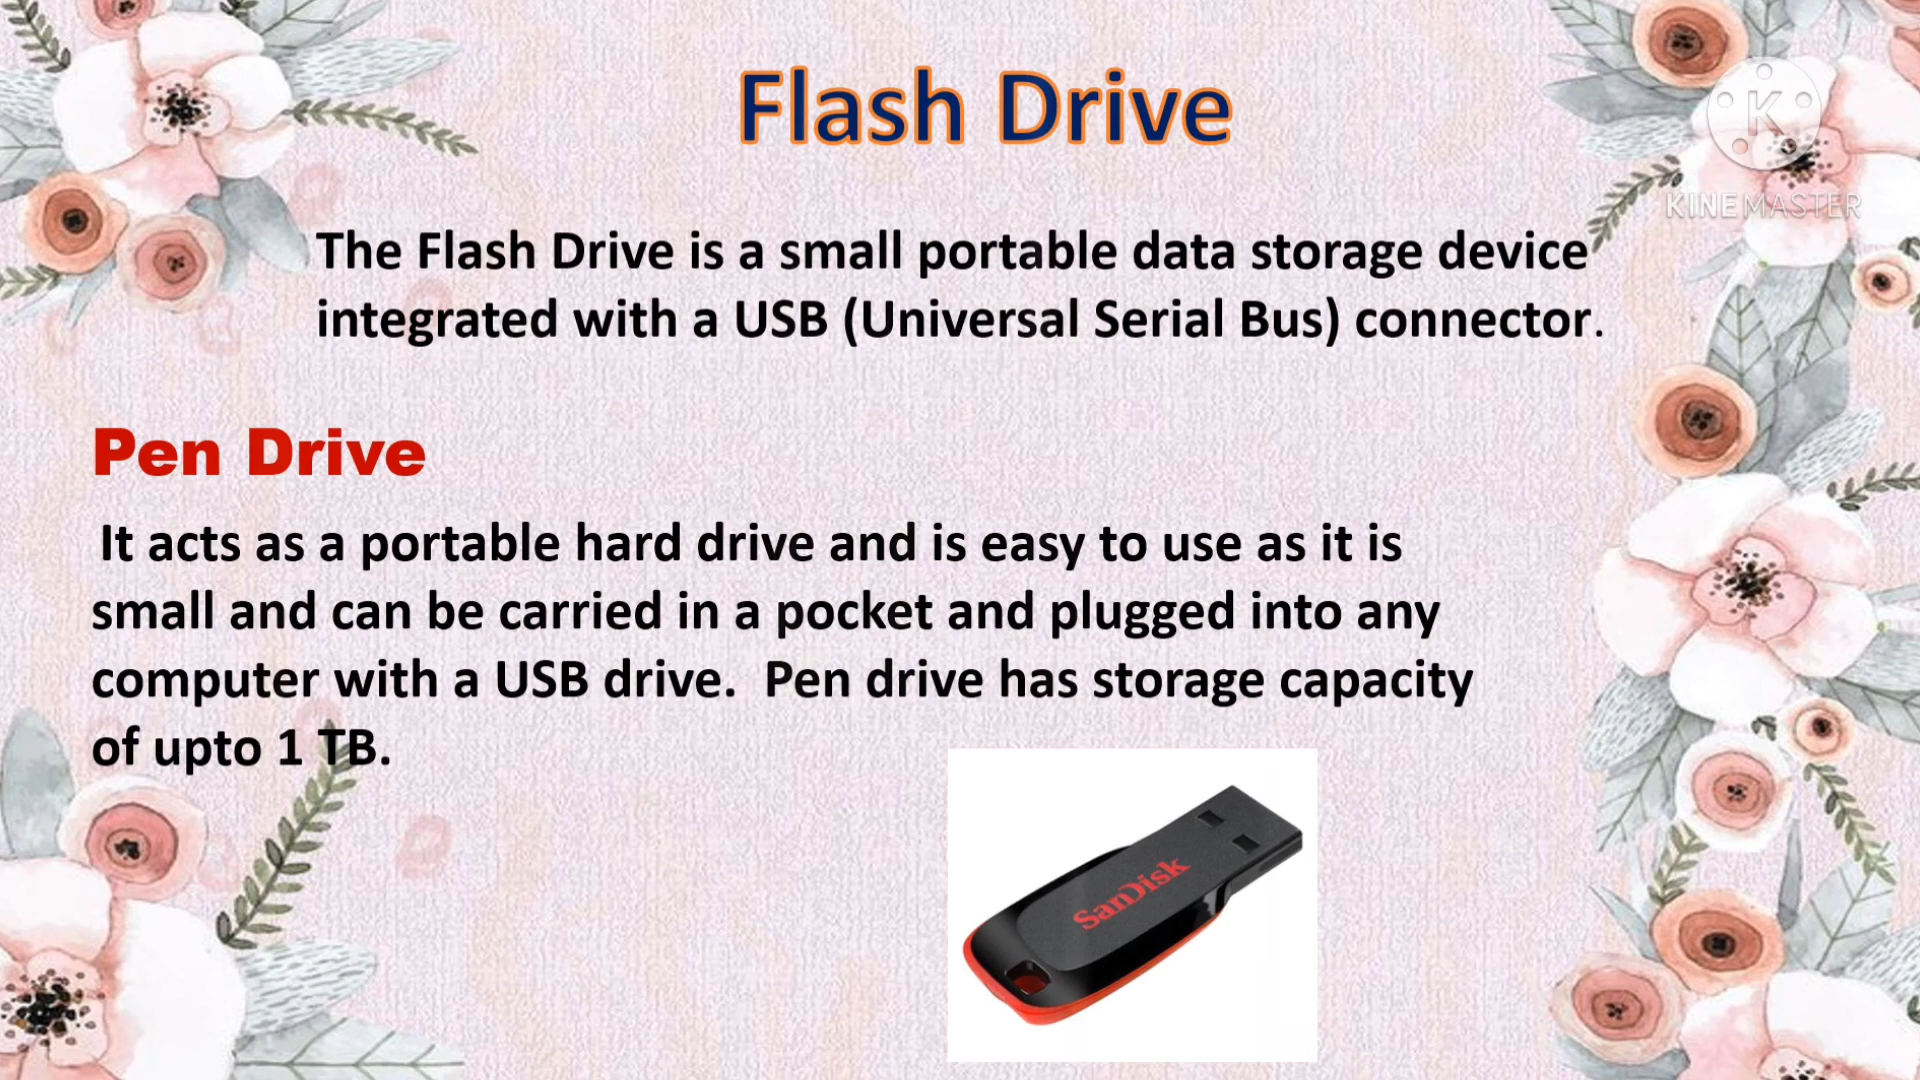 Flash Drive
K
KINEMASTER
The Flash Drive is a small portable data storage device
integrated with a USB (Universal Serial Bus) connector.
Pen Drive
It acts as a portable hard drive and is easy to use as it is
small and can be carried in a pocket and plugged into any
computer with a USB drive. Pen drive has storage capacity
of upto 1 TB.
SanDisk